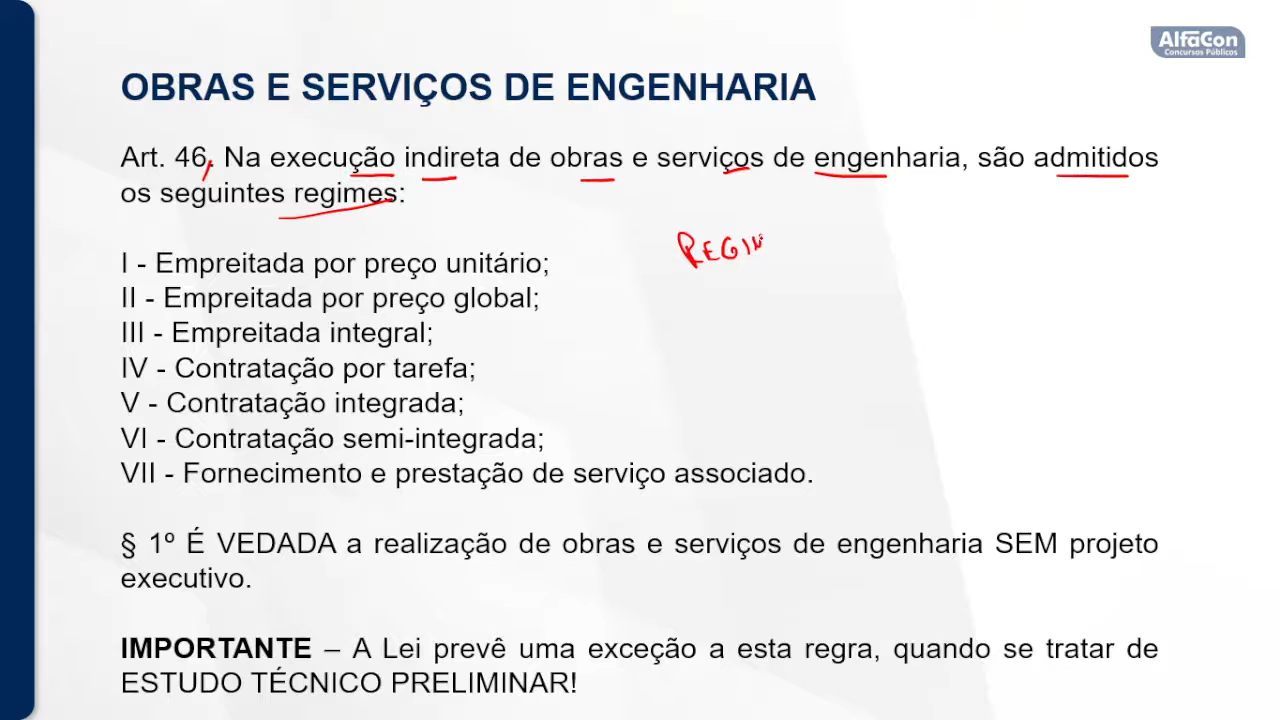 AlfaCon
Concursos Públicos
OBRAS E SERVIÇOS DE ENGENHARIA
Art. 46. Na execução indireta de obras e serviços de engenharia, são admitidos
os seguintes regimes:
REGIM
I - Empreitada por preço unitário;
II - Empreitada por preço global;
III - Empreitada integral;
IV - Contratação por tarefa;
V - Contratação integrada;
VI - Contratação semi-integrada;
VII - Fornecimento e prestação de serviço associado.
§ 1º É VEDADA a realização de obras e serviços de engenharia SEM projeto
executivo.
IMPORTANTE – A Lei prevê uma exceção a esta regra, quando se tratar de
ESTUDO TÉCNICO PRELIMINAR!